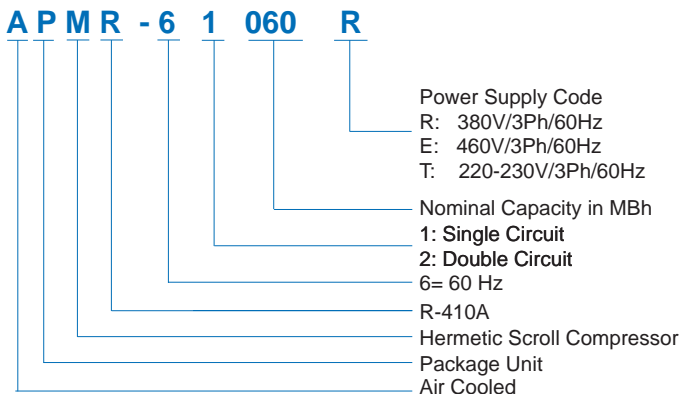 A P M R - 6 1 060 R
Power Supply Code
R: 380V/3Ph/60Hz
E: 460V/3Ph/60Hz
T: 220-230V/3Ph/60Hz
Nominal Capacity in MBh
1: Single Circuit
2: Double Circuit
6= 60 Hz
R-410A
Hermetic Scroll Compressor
Package Unit
Air Cooled